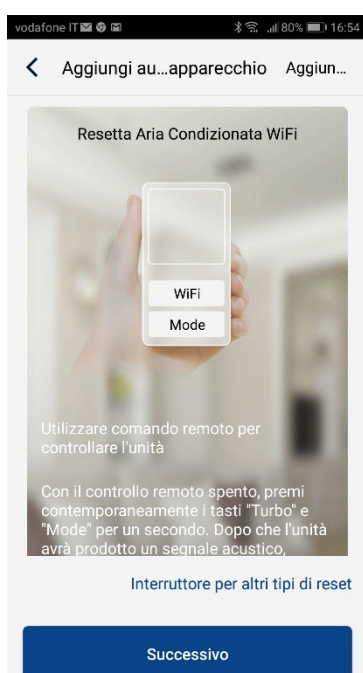 vodafone IT 80% 16:54
Aggiungi au...apparecchio Aggiun...
Resetta Aria Condizionata WiFi
WiFi
Mode
Utilizzare comando remoto per
controllare l'unità
Con il controllo remoto spento, premi
contemporaneamente i tasti "Turbo" e
"Mode" per un secondo. Dopo che l'unità
avrà prodotto un segnale acustico,
Interruttore per altri tipi di reset
Successivo